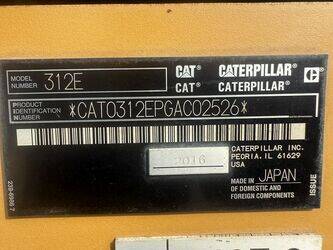 MODEL NUMBER 312E
CAT CATERPILLAR
CAT® CATERPILLAR®
PRODUCT IDENTIFICATION NUMBER *CAT0312EPGAC02526*
CATERPILLAR INC.
PEORIA, IL 61629
USA
2016
MADE IN JAPAN
OF DOMESTIC AND
FOREIGN COMPONENTS
ISSUE